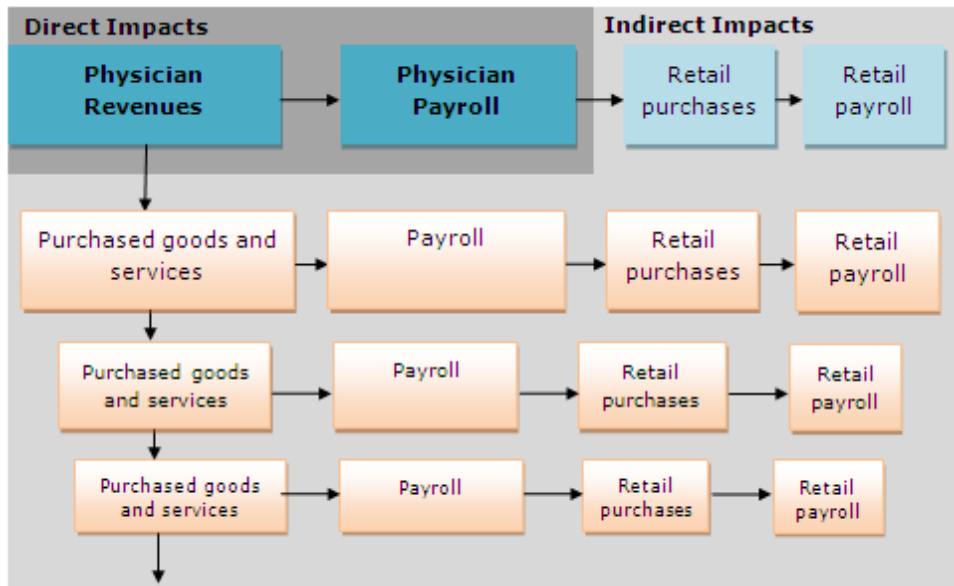 Direct Impacts
Indirect Impacts
Physician
Revenues
Physician
Payroll
Retail
purchases
Retail
payroll
Purchased goods and
services
Payroll
Retail
purchases
Retail
payroll
Purchased goods
and services
Payroll
Retail
purchases
Retail
payroll
Purchased goods
and services
Payroll
Retail
purchases
Retail
payroll